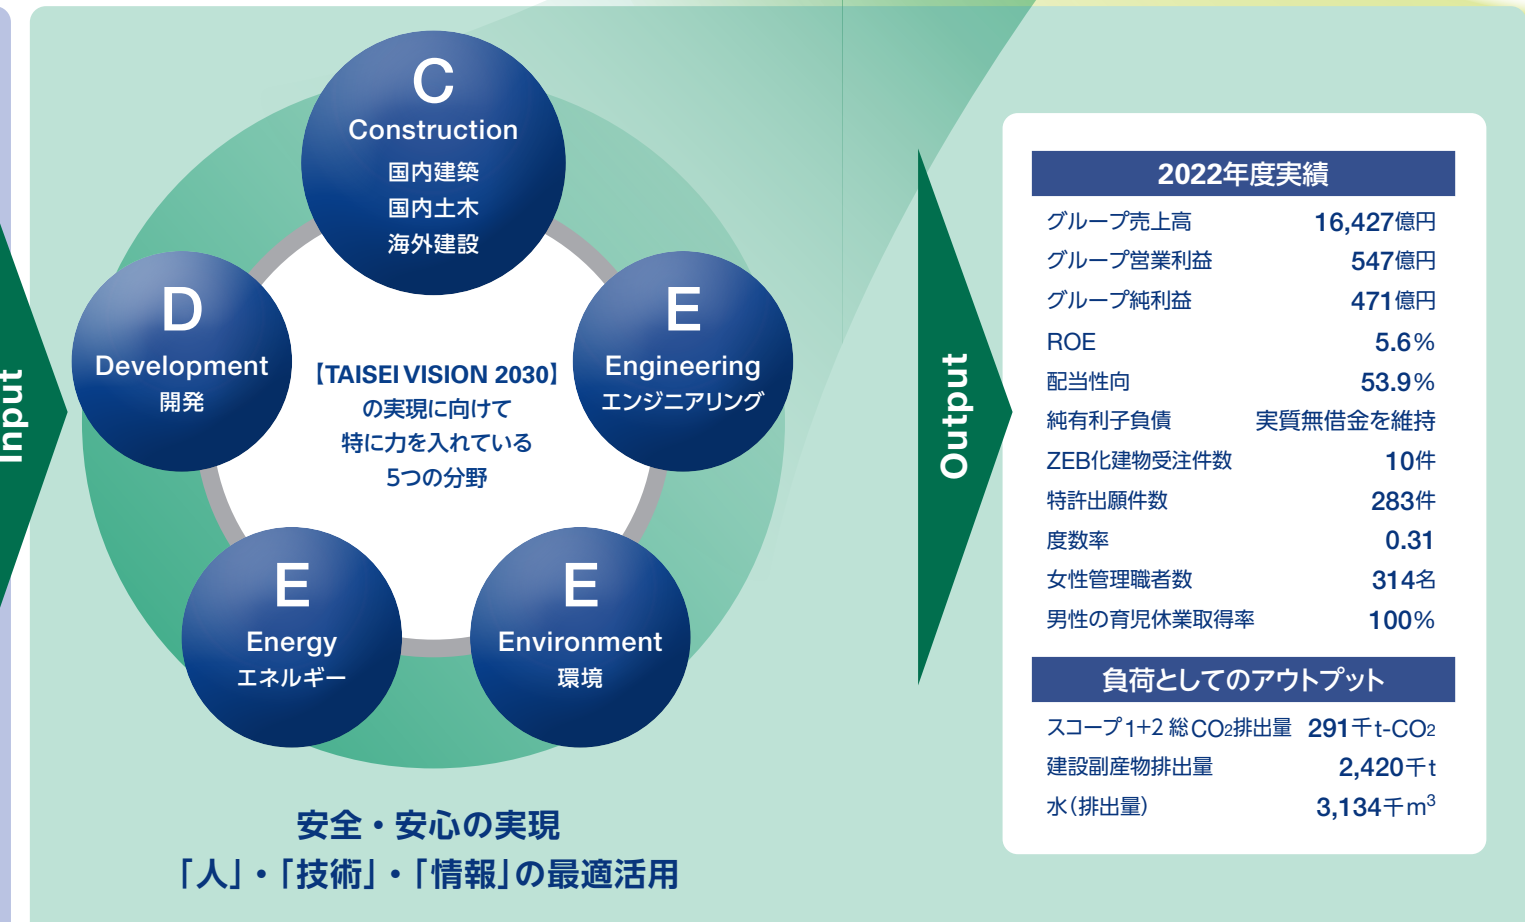 Input
C
Construction
国内建築
国内土木
海外建設
D
Development
開発
E
Engineering
エンジニアリング
【TAISEI VISION 2030】
の実現に向けて
特に力を入れている
5つの分野
E
Energy
エネルギー
E
Environment
環境
安全・安心の実現
「人」・「技術」・「情報」の最適活用
Output
2022年度実績
グループ売上高 16,427億円
グループ営業利益 547億円
グループ純利益 471億円
ROE 5.6%
配当性向 53.9%
純有利子負債 実質無借金を維持
ZEB化建物受注件数 10件
特許出願件数 283件
度数率 0.31
女性管理職者数 314名
男性の育児休業取得率 100%
負荷としてのアウトプット
スコープ1+2 総CO2排出量 291千t-CO2
建設副産物排出量 2,420千t
水(排出量) 3,134千m³